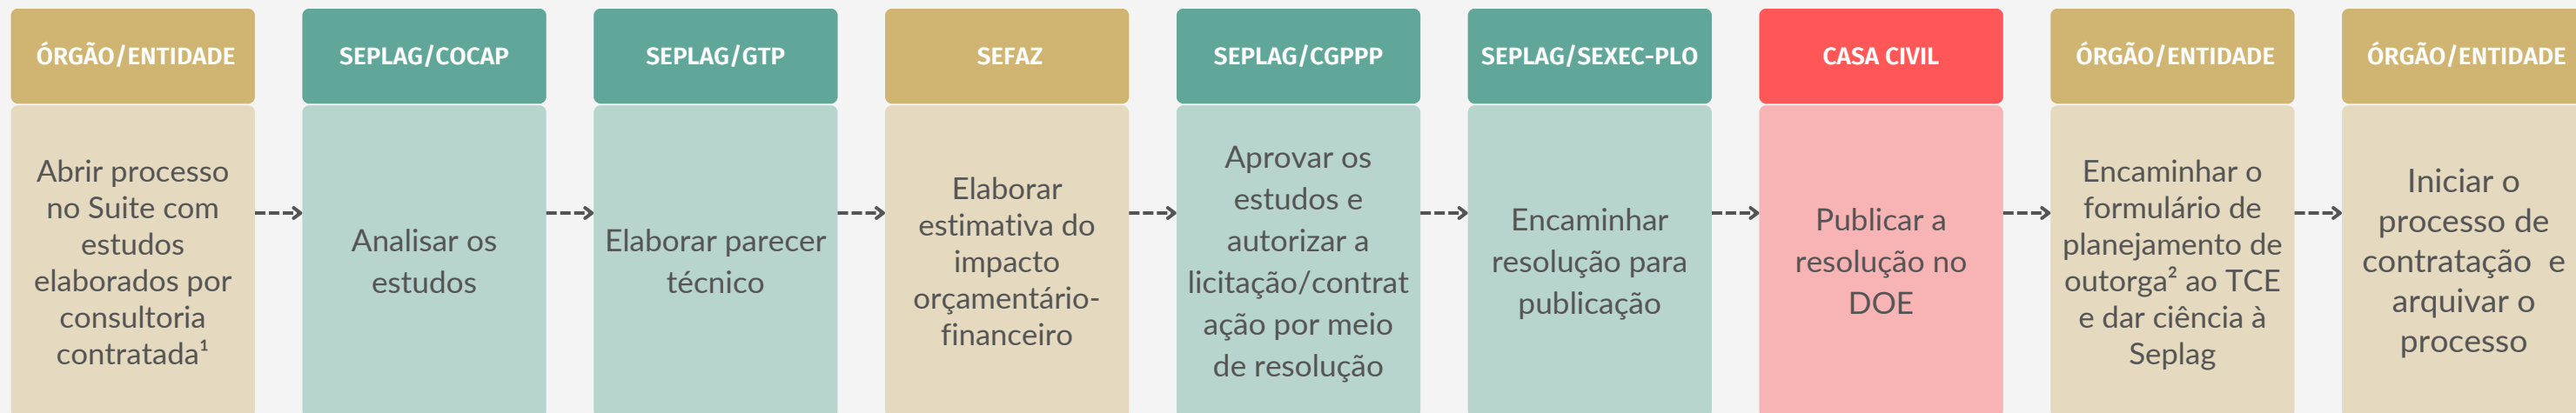 ÓRGÃO/ENTIDADE
Abrir processo
no Suite com
estudos
elaborados por
consultoria
contratada¹
SEPLAG/COCAP
Analisar os
estudos
SEPLAG/GTP
Elaborar parecer
técnico
SEFAZ
Elaborar
estimativa do
impacto
orçamentário-
financeiro
SEPLAG/CGPPP
Aprovar os
estudos e
autorizar a
licitação/contrat
ação por meio
de resolução
SEPLAG/SEXEC-PLO
Encaminhar
resolução para
publicação
CASA CIVIL
Publicar a
resolução no
DOE
ÓRGÃO/ENTIDADE
Encaminhar o
formulário de
planejamento de
outorga² ao TCE
e dar ciência à
Seplag
ÓRGÃO/ENTIDADE
Iniciar o
processo de
contratação e
arquivar o
processo